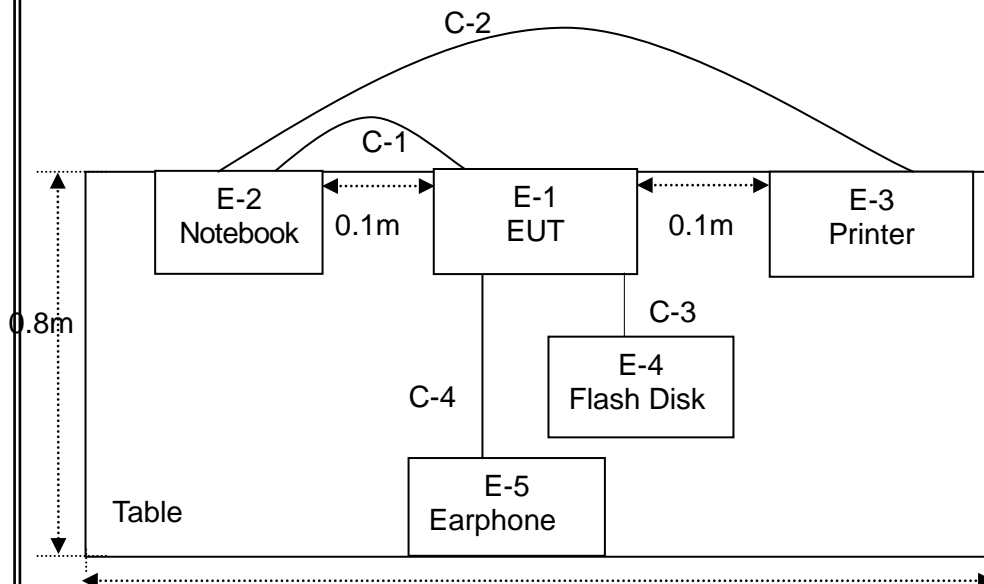 C-2
C-1
E-2
Notebook
0.1m
E-1
EUT
0.1m
E-3
Printer
0.8m
C-3
E-4
Flash Disk
C-4
E-5
Earphone
Table